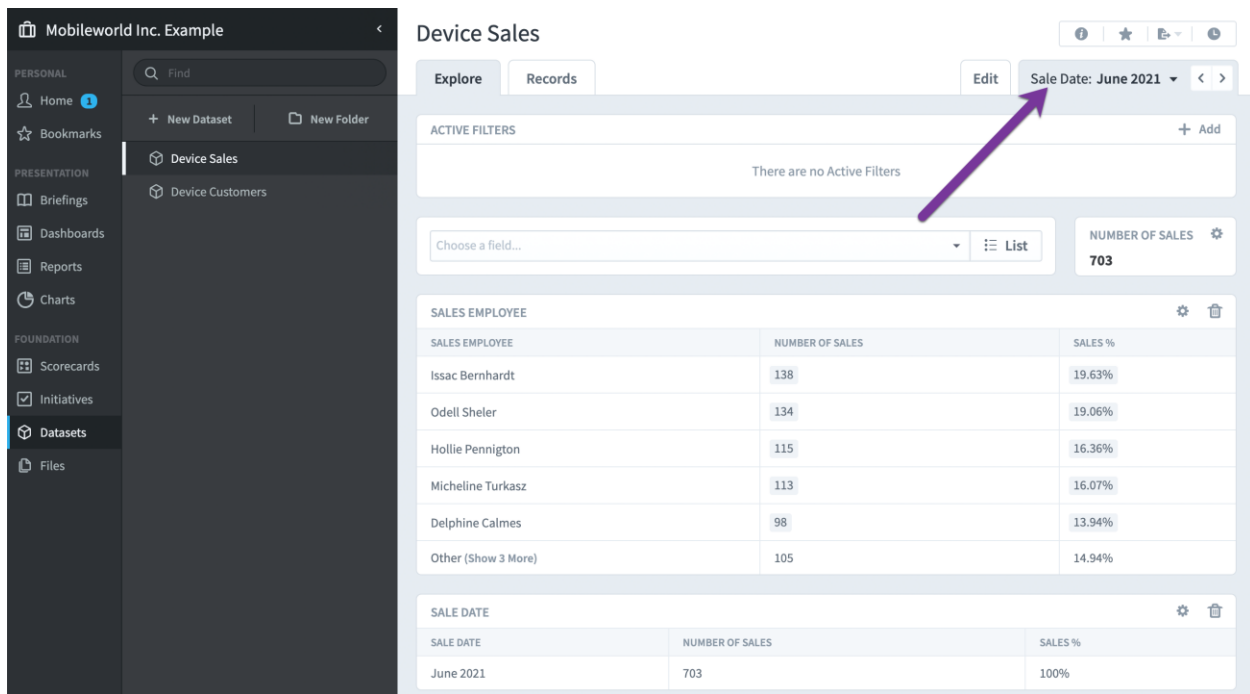 Mobileworld Inc. Example
PERSONAL
Home 1
Bookmarks
PRESENTATION
Briefings
Dashboards
Reports
Charts
FOUNDATION
Scorecards
Initiatives
Datasets
Files
Find
+ New Dataset
New Folder
Device Sales
Device Customers
Device Sales
Explore
Records
Edit
Sale Date: June 2021
ACTIVE FILTERS
+ Add
There are no Active Filters
Choose a field...
List
NUMBER OF SALES
703
SALES EMPLOYEE
SALES EMPLOYEE NUMBER OF SALES SALES %
Issac Bernhardt 138 19.63%
Odell Sheler 134 19.06%
Hollie Pennigton 115 16.36%
Micheline Turkasz 113 16.07%
Delphine Calmes 98 13.94%
Other (Show 3 More) 105 14.94%
SALE DATE
SALE DATE NUMBER OF SALES SALES %
June 2021 703 100%